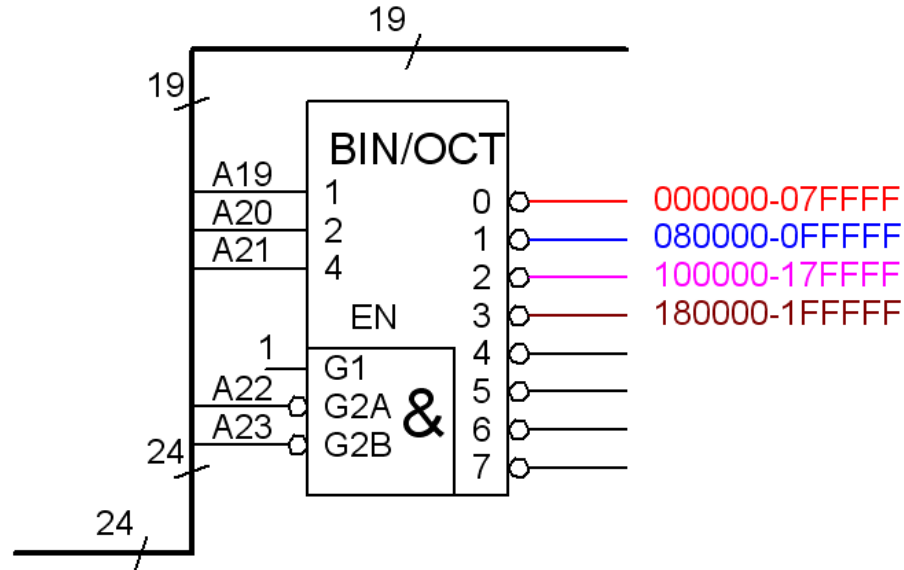 19
19
BIN/OCT
A19
1
0
000000-07FFFF
A20
2
1
080000-0FFFFF
A21
4
2
100000-17FFFF
EN
3
180000-1FFFFF
1
G1
4
A22
G2A
&
5
A23
G2B
6
24
7
24